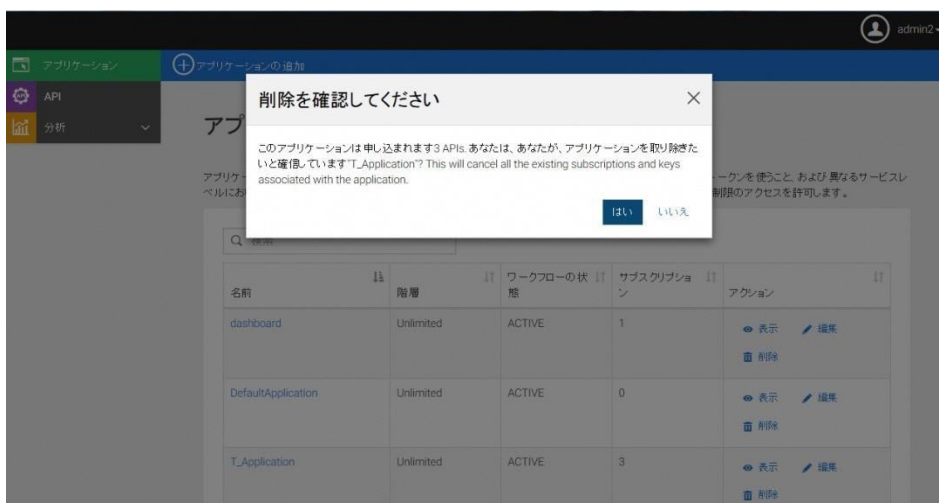 admin2
アプリケーション
アプリケーションの追加
API
分析
アプ
削除を確認してください
このアプリケーションは申し込まれます3 APIs. あなたは、あなたが、アプリケーションを取り除きた
いと確信しています"T_Application"? This will cancel all the existing subscriptions and keys
associated with the application.
はい いいえ
アプリケ
ークンを使うこと、および異なるサービスレ
ベルにお
制限のアクセスを許可します。
検索
名前 階層 ワークフローの状態 サブスクリプション アクション
dashboard Unlimited ACTIVE 1 表示 編集
削除
DefaultApplication Unlimited ACTIVE 0 表示 編集
削除
T_Application Unlimited ACTIVE 3 表示 編集
削除